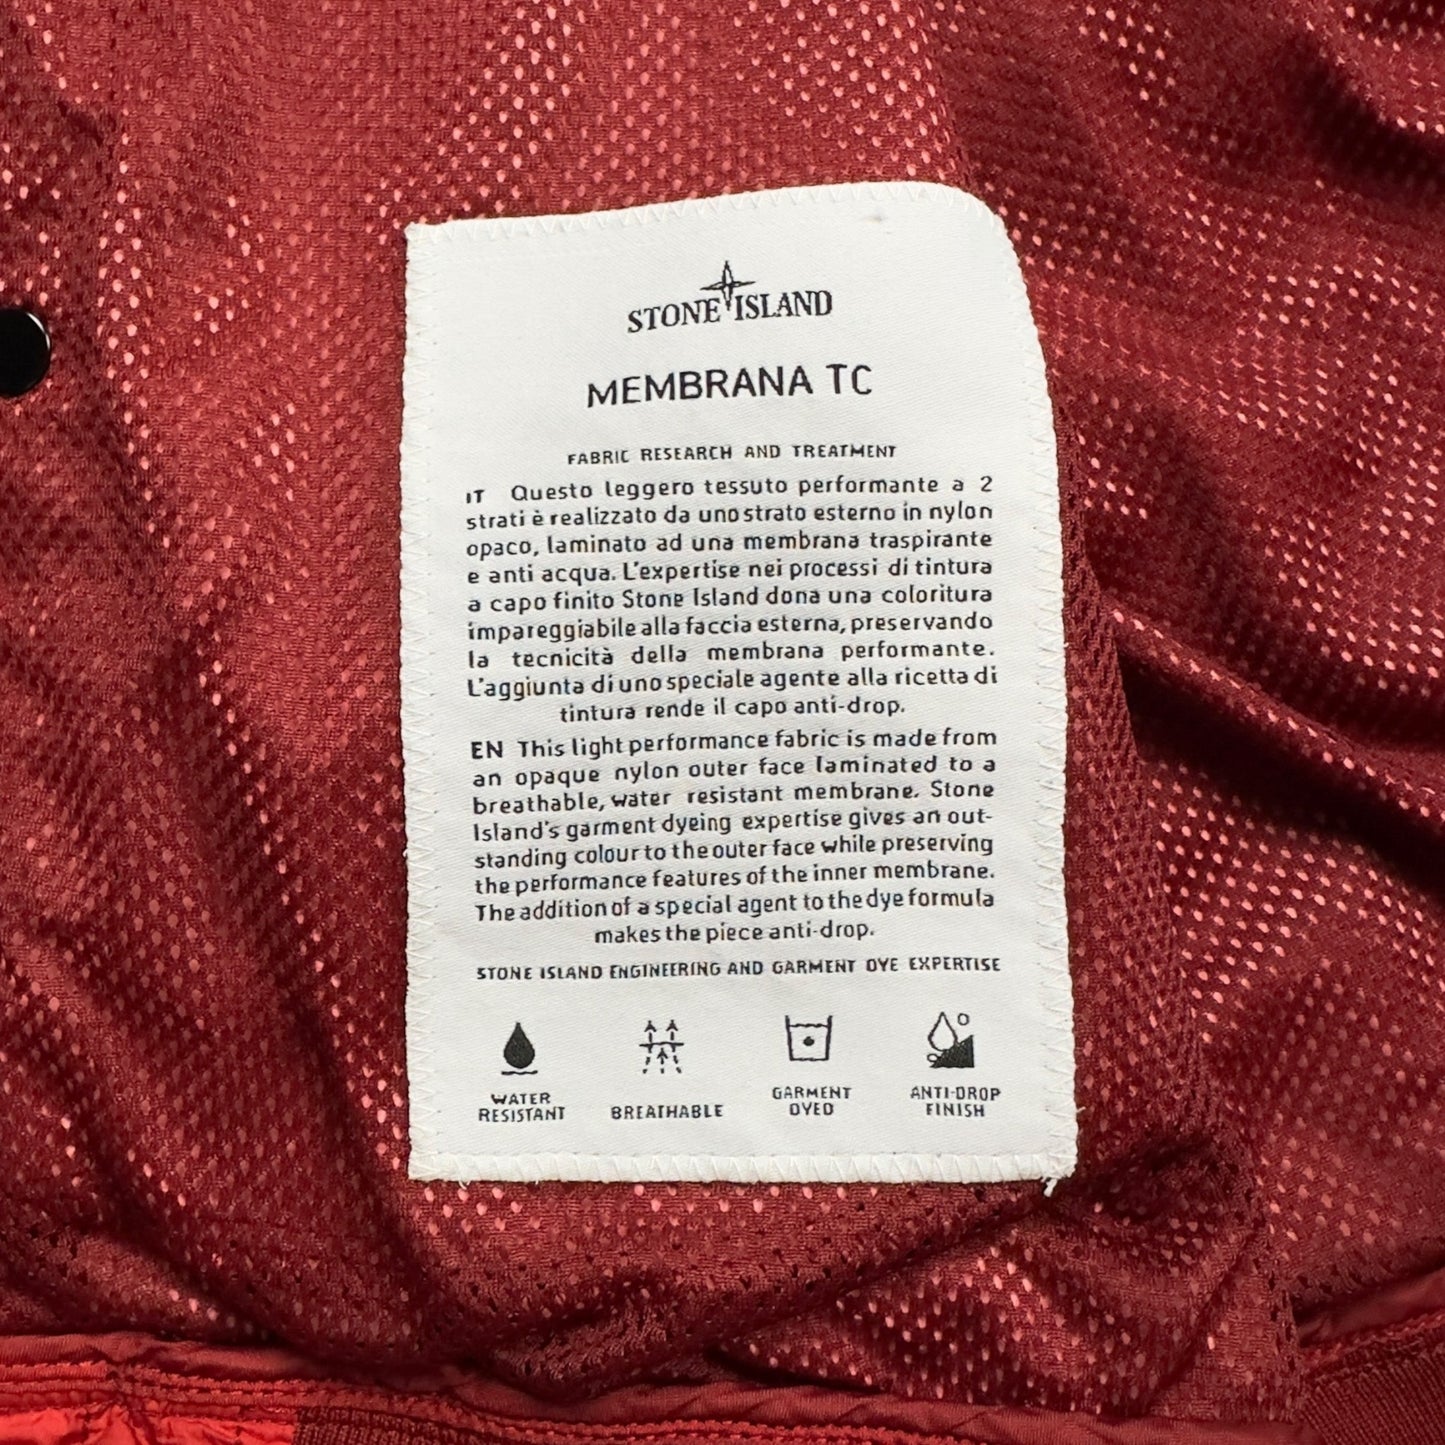 STONE ISLAND
MEMBRANA TC
FABRIC RESEARCH AND TREATMENT
IT Questo leggero tessuto performante a 2
strati è realizzato da uno strato esterno in nylon
opaco, laminato ad una membrana traspirante
e anti acqua. L'expertise nei processi di tintura
a capo finito Stone Island dona una coloritura
impareggiabile alla faccia esterna, preservando
la tecnicità della membrana performante.
L'aggiunta di uno speciale agente alla ricetta di
tintura rende il capo anti-drop.
EN This light performance fabric is made from
an opaque nylon outer face laminated to a
breathable, water resistant membrane. Stone
Island's garment dyeing expertise gives an out-
standing colour to the outer face while preserving
the performance features of the inner membrane.
The addition of a special agent to the dye formula
makes the piece anti-drop.
STONE ISLAND ENGINEERING AND GARMENT DYE EXPERTISE
WATER
RESISTANT
BREATHABLE
GARMENT
DYED
ANTI-DROP
FINISH